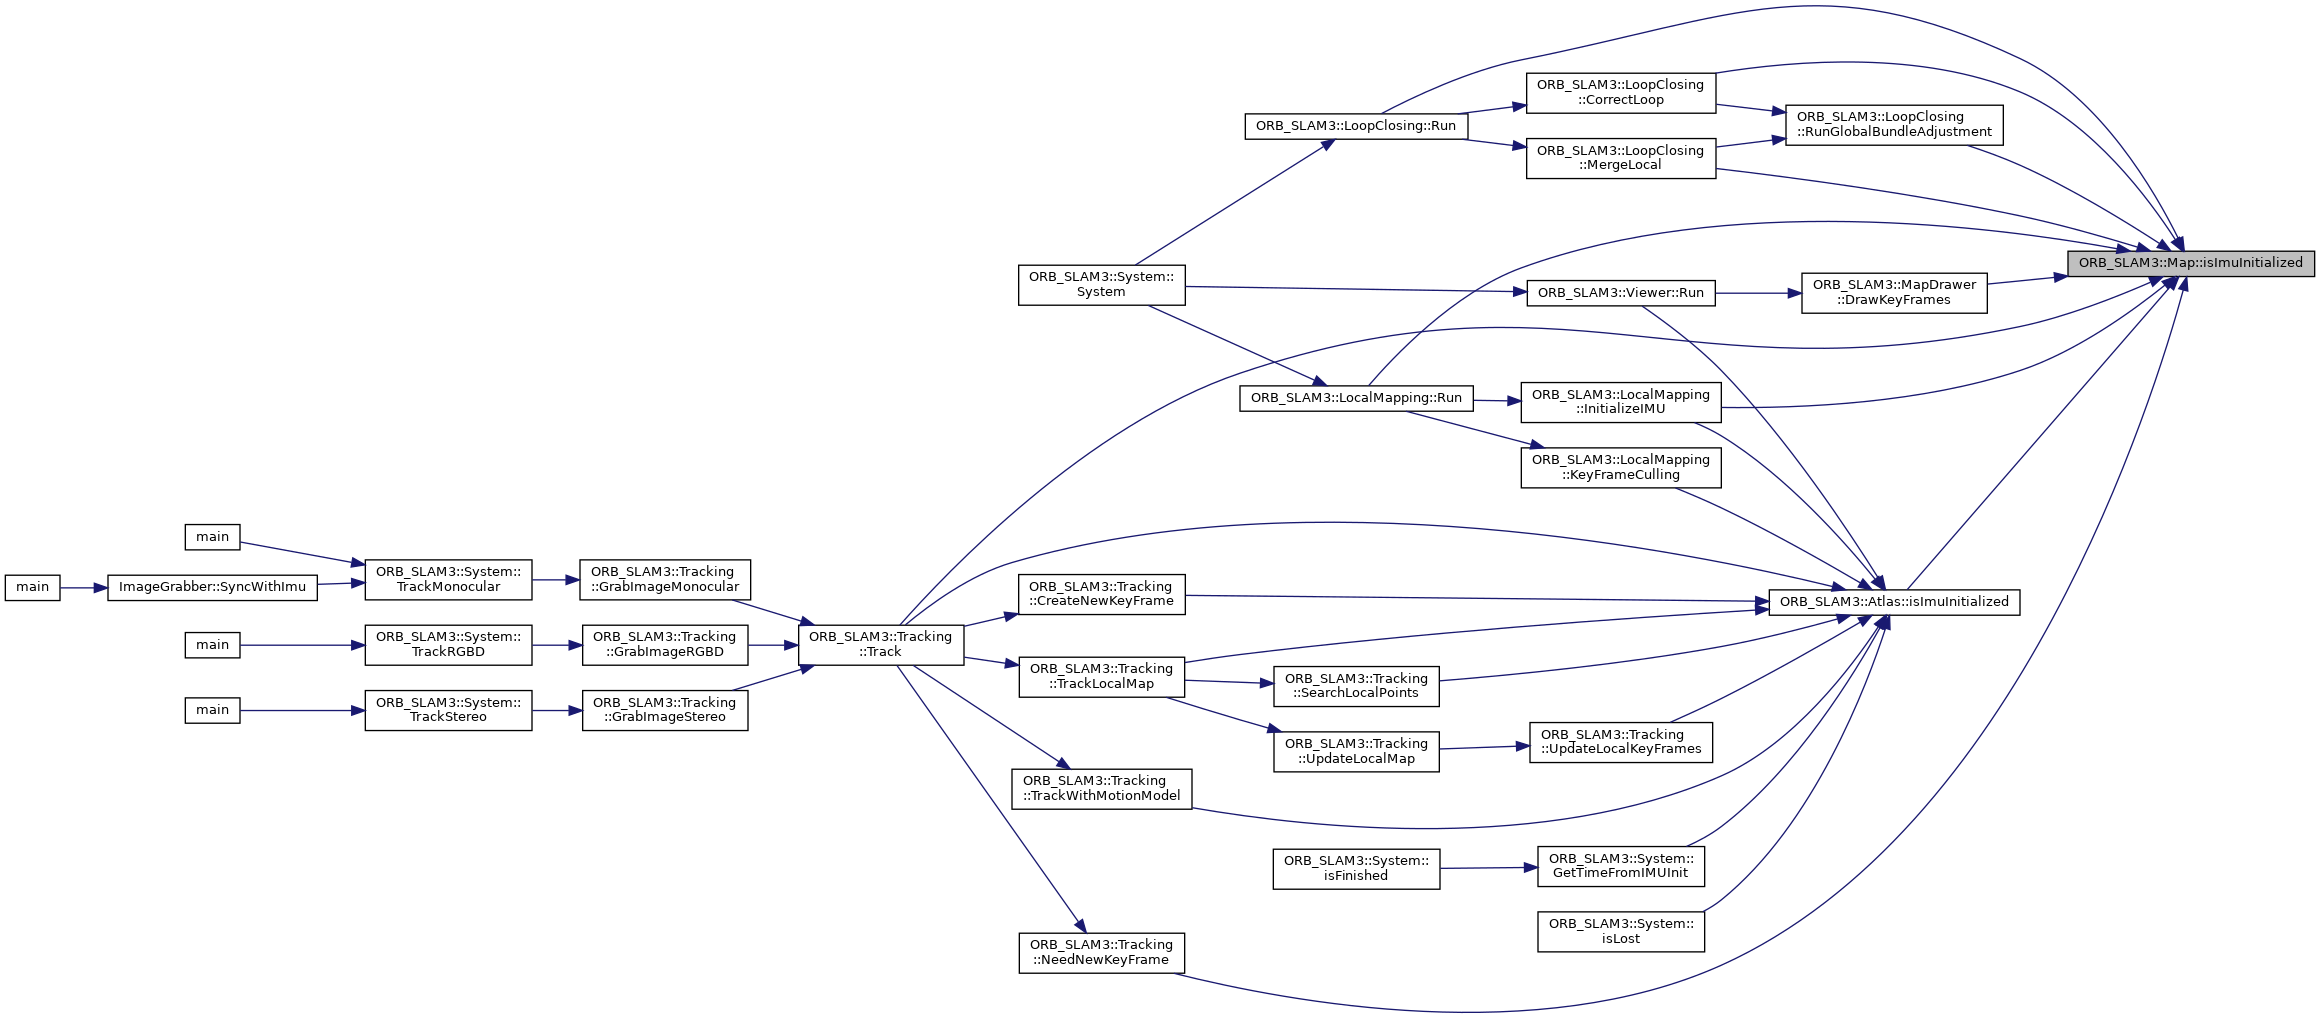 ORB_SLAM3::LoopClosing
::CorrectLoop
ORB_SLAM3::LoopClosing::Run
ORB_SLAM3::LoopClosing
::RunGlobalBundleAdjustment
ORB_SLAM3::LoopClosing
::MergeLocal
ORB_SLAM3::Map::isImuInitialized
ORB_SLAM3::System::
System
ORB_SLAM3::Viewer::Run
ORB_SLAM3::MapDrawer
::DrawKeyFrames
ORB_SLAM3::LocalMapping::Run
ORB_SLAM3::LocalMapping
::InitializeIMU
ORB_SLAM3::LocalMapping
::KeyFrameCulling
main
main
ImageGrabber::SyncWithImu
ORB_SLAM3::System::
TrackMonocular
ORB_SLAM3::Tracking
::GrabImageMonocular
ORB_SLAM3::Tracking
::CreateNewKeyFrame
ORB_SLAM3::Atlas::isImuInitialized
main
ORB_SLAM3::System::
TrackRGBD
ORB_SLAM3::Tracking
::GrabImageRGBD
ORB_SLAM3::Tracking
::Track
ORB_SLAM3::Tracking
::TrackLocalMap
ORB_SLAM3::Tracking
::SearchLocalPoints
main
ORB_SLAM3::System::
TrackStereo
ORB_SLAM3::Tracking
::GrabImageStereo
ORB_SLAM3::Tracking
::UpdateLocalMap
ORB_SLAM3::Tracking
::UpdateLocalKeyFrames
ORB_SLAM3::Tracking
::TrackWithMotionModel
ORB_SLAM3::System::
isFinished
ORB_SLAM3::System::
GetTimeFromIMUInit
ORB_SLAM3::System::
isLost
ORB_SLAM3::Tracking
::NeedNewKeyFrame